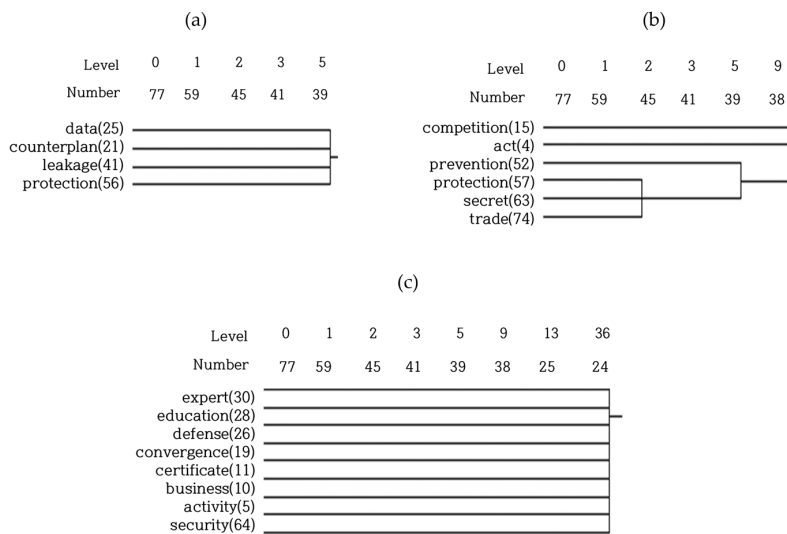 (a)
Level 0 1 2 3 5
Number 77 59 45 41 39
data(25)
counterplan(21)
leakage(41)
protection(56)
(b)
Level 0 1 2 3 5 9
Number 77 59 45 41 39 38
competition(15)
act(4)
prevention(52)
protection(57)
secret(63)
trade(74)
(c)
Level 0 1 2 3 5 9 13 36
Number 77 59 45 41 39 38 25 24
expert(30)
education(28)
defense(26)
convergence(19)
certificate(11)
business(10)
activity(5)
security(64)